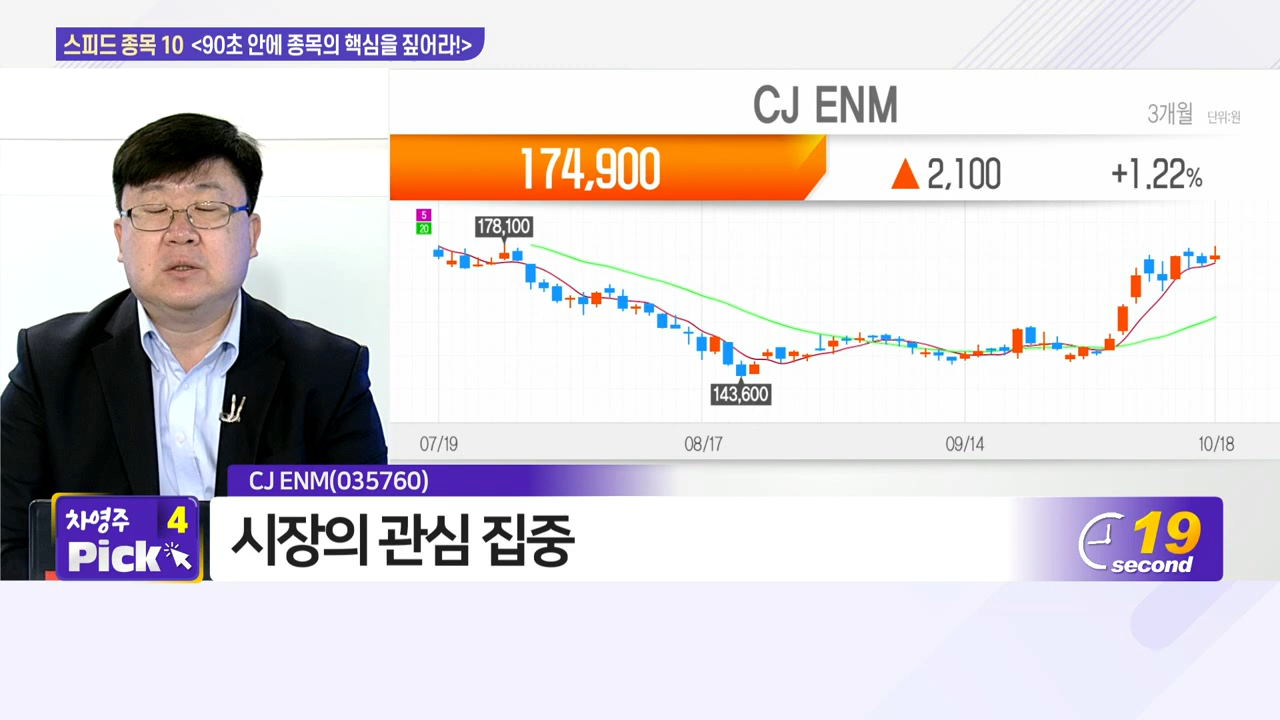 스피드 종목 10 <90초 안에 종목의 핵심을 짚어라!>
CJ ENM
3개월 단위:원
174,900 ▲2,100 +1.22%
5
20
178,100
143,600
07/19 08/17 09/14 10/18
CJ ENM(035760)
차영주 4
Pick
시장의 관심 집중
19
second